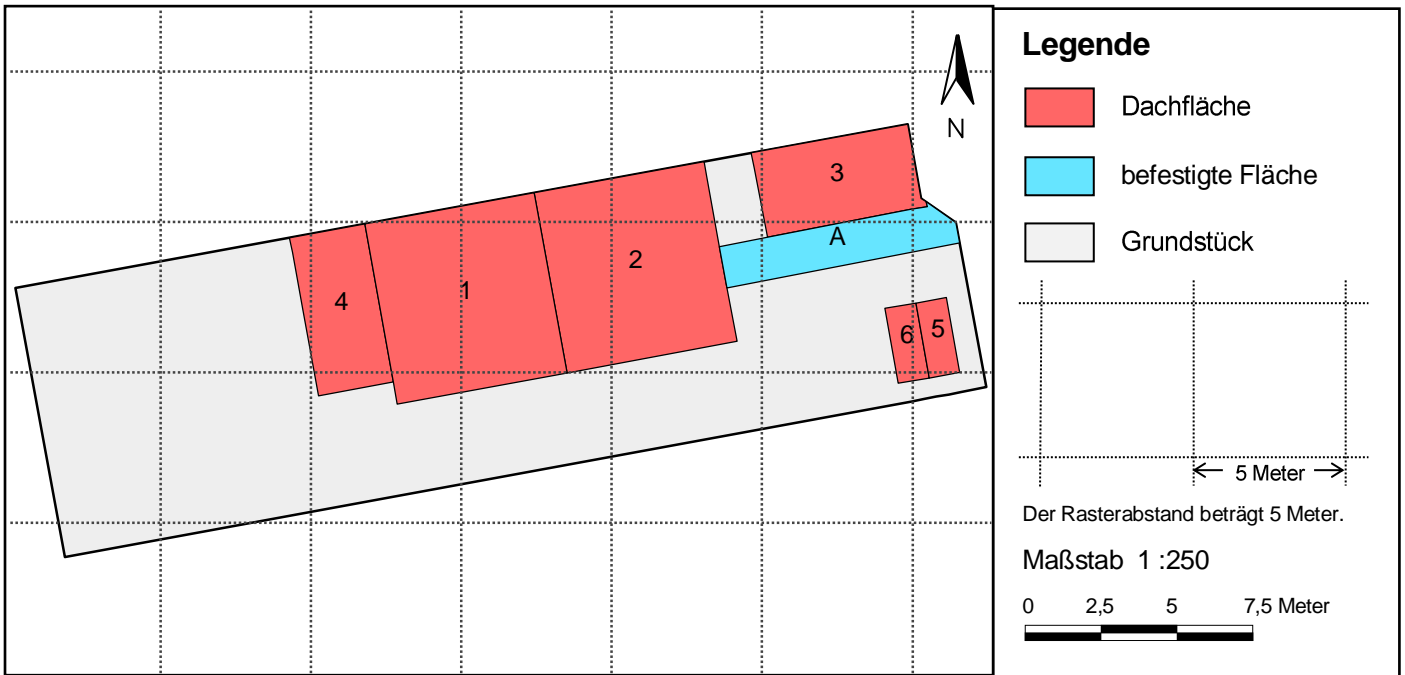 3
A
2
1
4
6
5
N
Legende
Dachfläche
befestigte Fläche
Grundstück
5 Meter
Der Rasterabstand beträgt 5 Meter.
Maßstab 1 :250
0 2,5 5 7,5 Meter